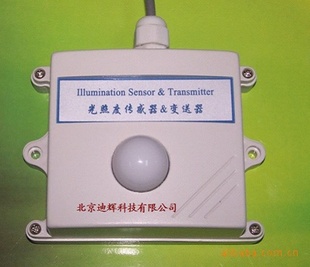 Illumination Sensor & Transmitter
光照度传感器&变送器
北京迪辉科技有限公司